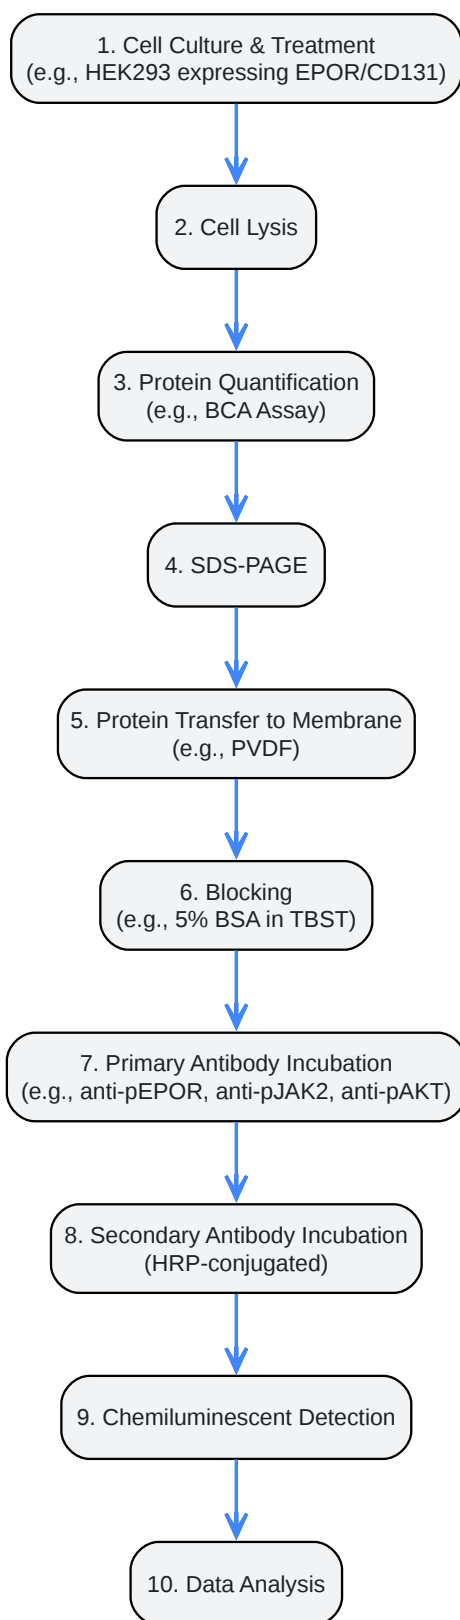 1. Cell Culture & Treatment
(e.g., HEK293 expressing EPOR/CD131)
2. Cell Lysis
3. Protein Quantification
(e.g., BCA Assay)
4. SDS-PAGE
5. Protein Transfer to Membrane
(e.g., PVDF)
6. Blocking
(e.g., 5% BSA in TBST)
7. Primary Antibody Incubation
(e.g., anti-pEPOR, anti-pJAK2, anti-pAKT)
8. Secondary Antibody Incubation
(HRP-conjugated)
9. Chemiluminescent Detection
10. Data Analysis